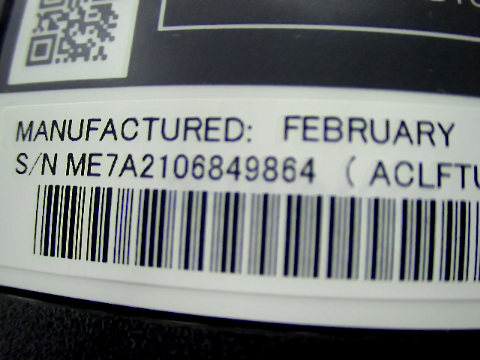 MANUFACTURED: FEBRUARY
S/N ME7A2106849864 ( ACLFTU